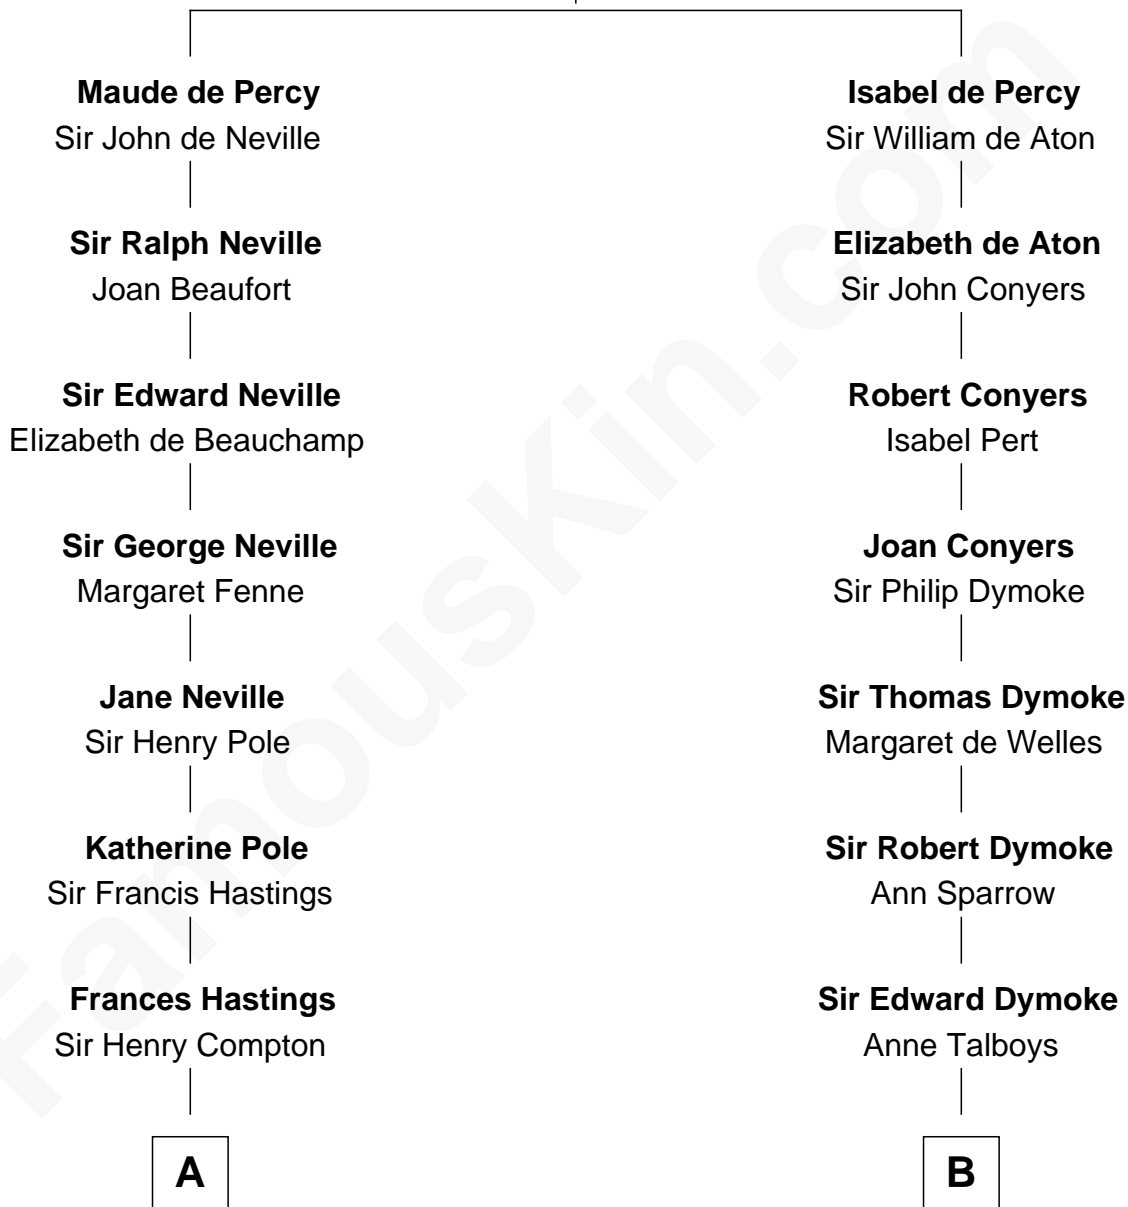 Maude de Percy
Sir John de Neville
Isabel de Percy
Sir William de Aton
Sir Ralph Neville
Joan Beaufort
Elizabeth de Aton
Sir John Conyers
Sir Edward Neville
Elizabeth de Beauchamp
Robert Conyers
Isabel Pert
Sir George Neville
Margaret Fenne
Joan Conyers
Sir Philip Dymoke
Jane Neville
Sir Henry Pole
Sir Thomas Dymoke
Margaret de Welles
Katherine Pole
Sir Francis Hastings
Sir Robert Dymoke
Ann Sparrow
Frances Hastings
Sir Henry Compton
Sir Edward Dymoke
Anne Talboys
A
B
FamousKin.com